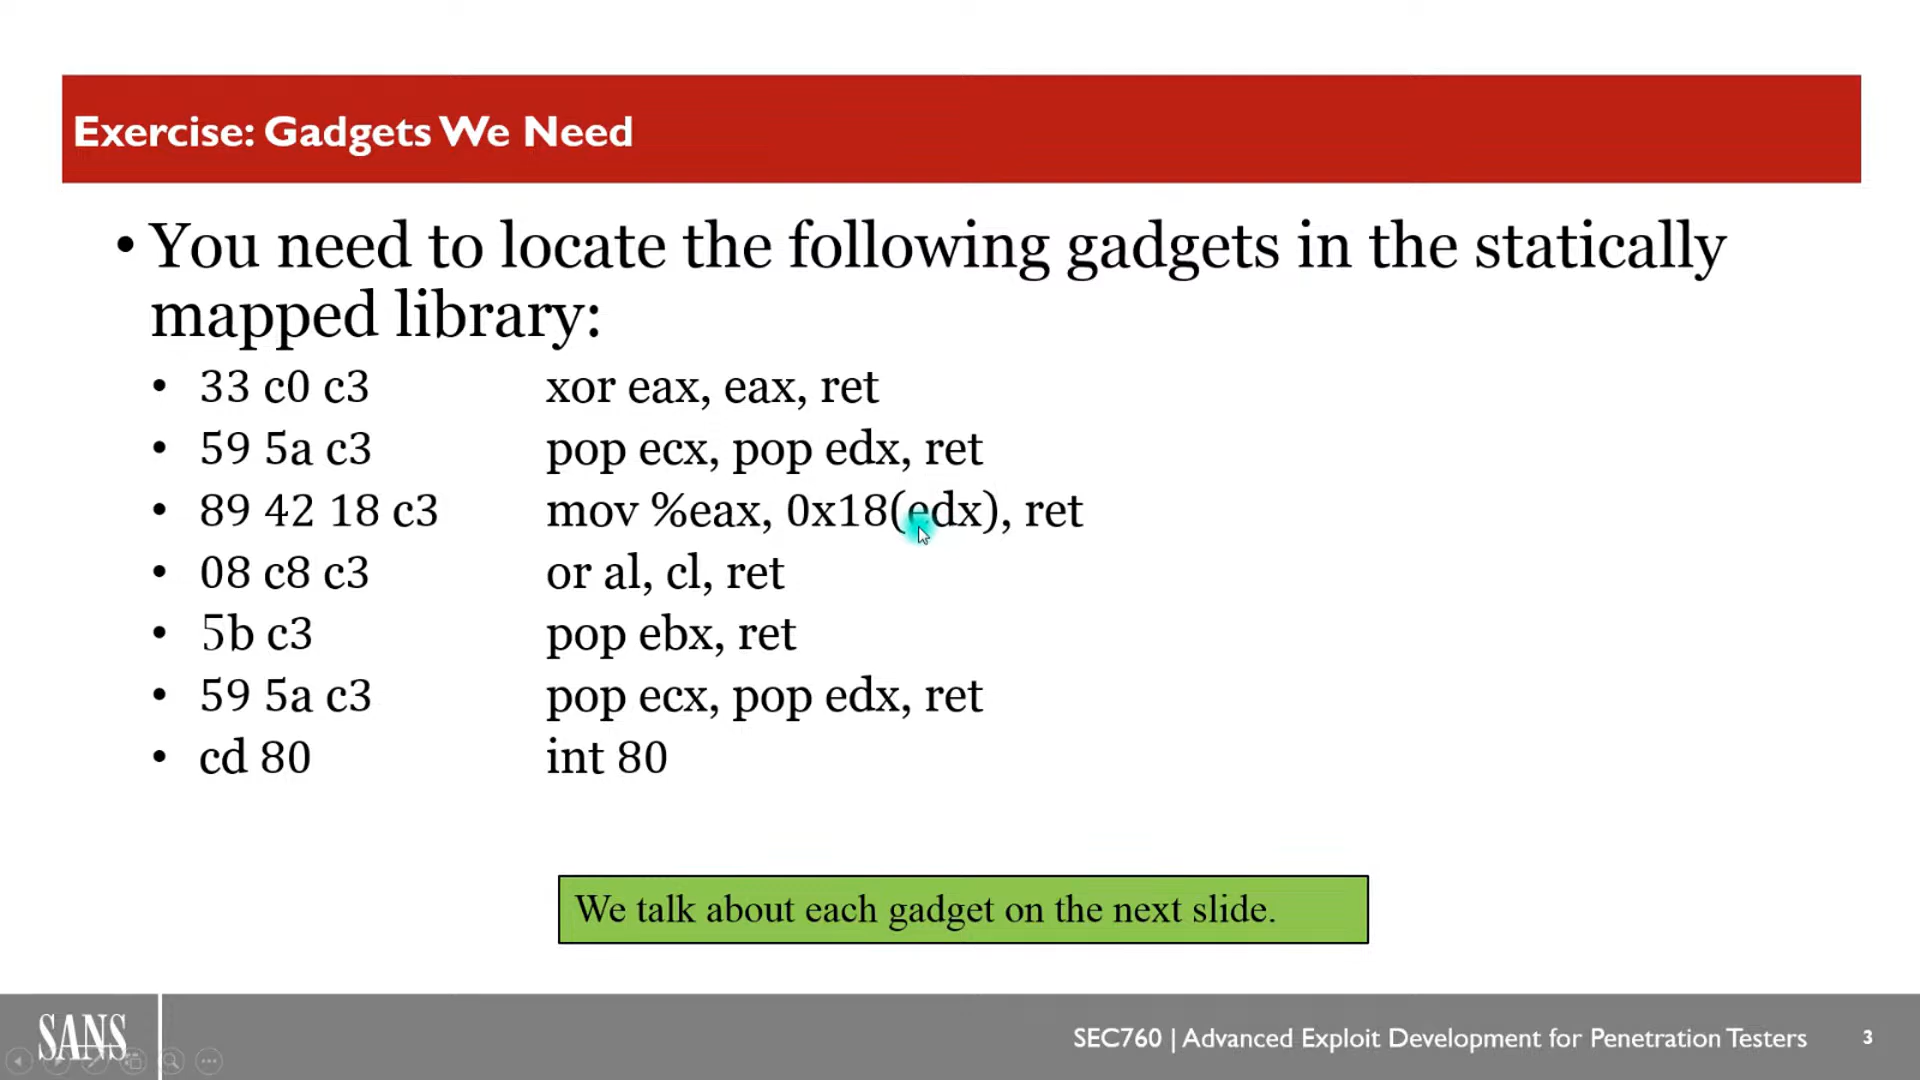 Exercise: Gadgets We Need
• You need to locate the following gadgets in the statically
mapped library:
• 33 c0 c3 xor eax, eax, ret
• 59 5a c3 pop ecx, pop edx, ret
• 89 42 18 c3 mov %eax, 0x18(edx), ret
• 08 c8 c3 or al, cl, ret
• 5b c3 pop ebx, ret
• 59 5a c3 pop ecx, pop edx, ret
• cd 80 int 80
We talk about each gadget on the next slide.
SANS
SEC760 | Advanced Exploit Development for Penetration Testers 3